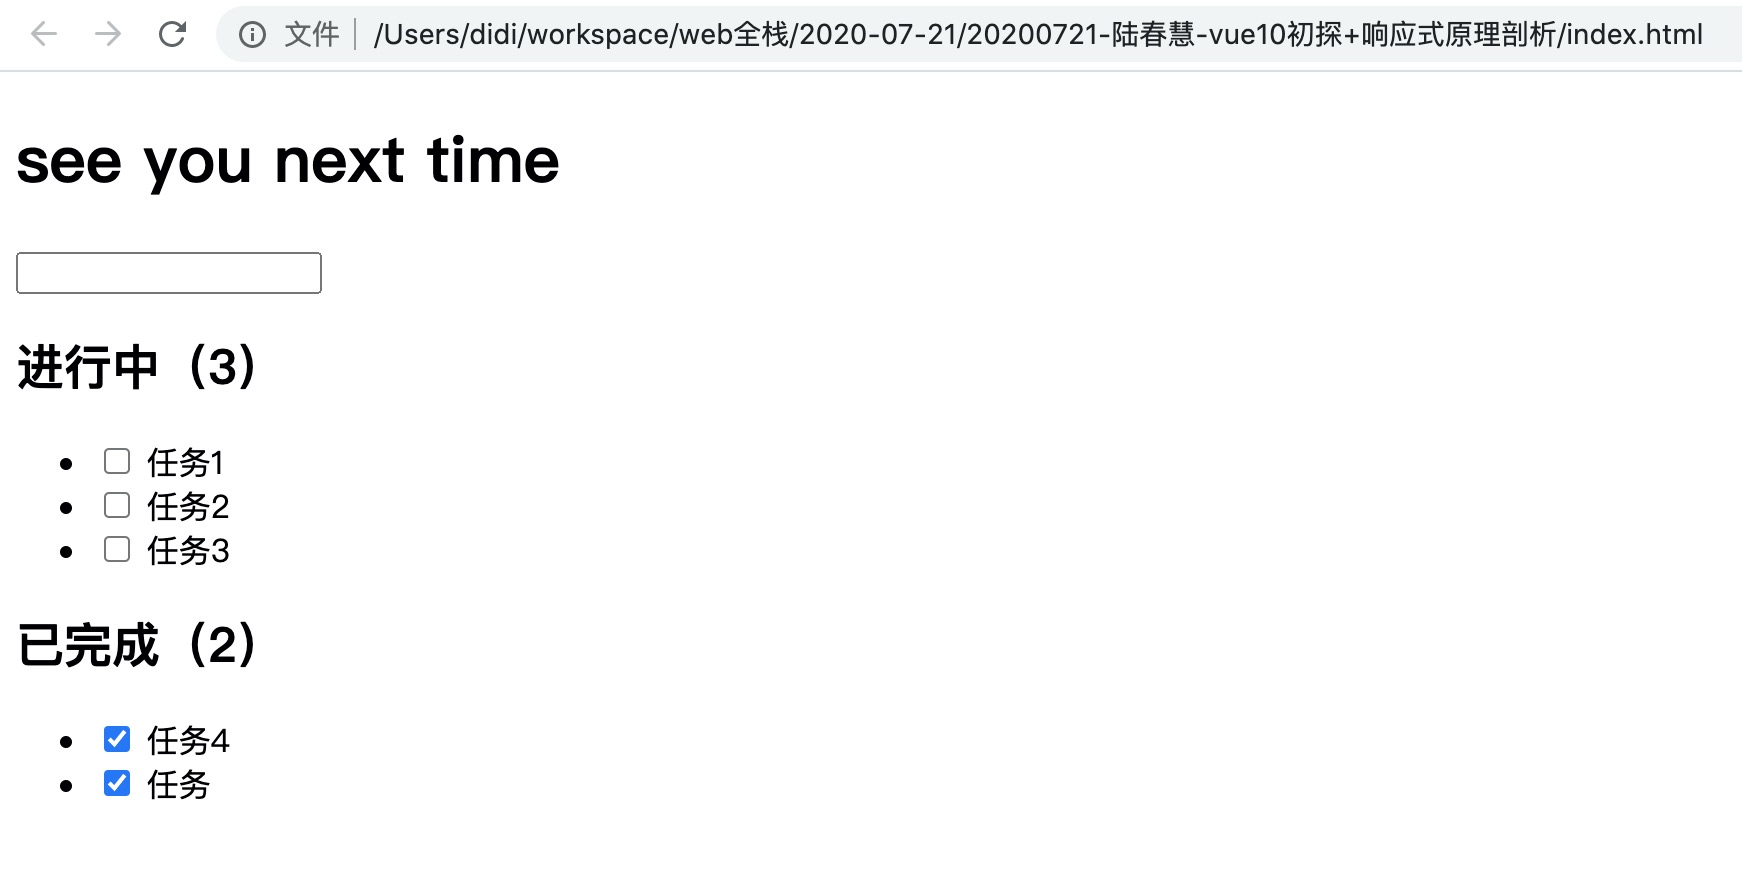 文件 /Users/didi/workspace/web全栈/2020-07-21/20200721-陆春慧-vue10初探+响应式原理剖析/index.html
see you next time
进行中（3）
任务1
任务2
任务3
已完成（2）
任务4
任务